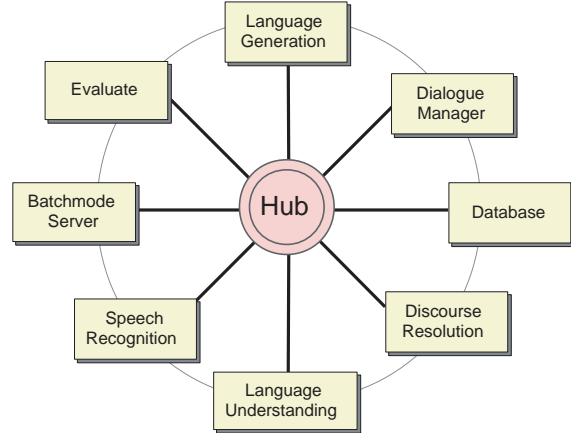 Language
Generation
Evaluate
Dialogue
Manager
Batchmode
Server
Hub
Database
Speech
Recognition
Discourse
Resolution
Language
Understanding